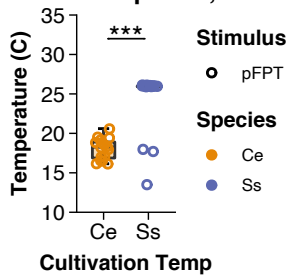 35
***
30
25
20
15
10
Temperature (C)
Ce Ss
Cultivation Temp
Stimulus
pFPT
Species
Ce
Ss